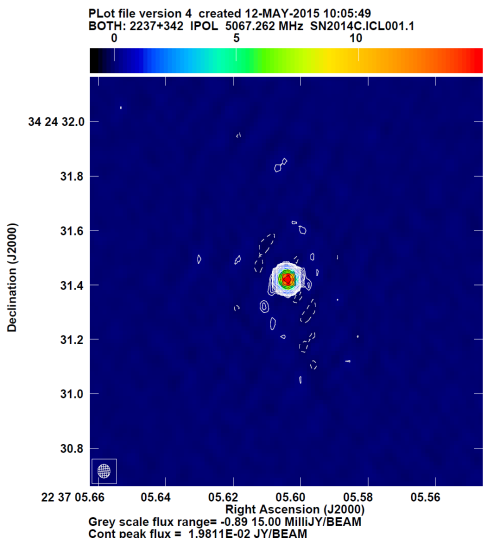 PLot file version 4 created 12-MAY-2015 10:05:49
BOTH: 2237+342 IPOL 5067.262 MHz SN2014C.ICL001.1
0 5 10
34 24 32.0
31.8
31.6
31.4
31.2
31.0
30.8
Declination (J2000)
22 37 05.66 05.64 05.62 05.60 05.58 05.56
Right Ascension (J2000)
Grey scale flux range= -0.89 15.00 MilliJY/BEAM
Cont peak flux = 1.9811E-02 JY/BEAM